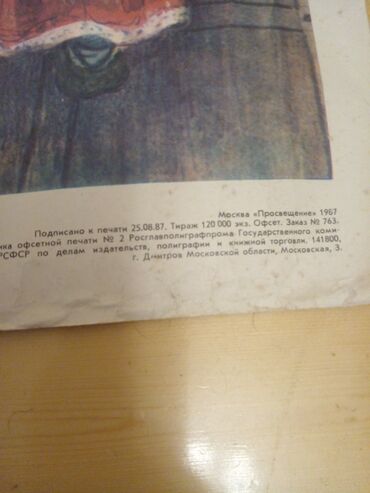 Москва «Просвещение» 1987
Подписано к печати 25.08.87. Тираж 120 000 экз. Офсет. Заказ № 763.
ика офсетной печати № 2 Росглавполиграфпрома Государственного коми-
РСФСР по делам издательств, полиграфии и книжной торговли. 141800,
г. Дмитров Московской области, Московская, 3.